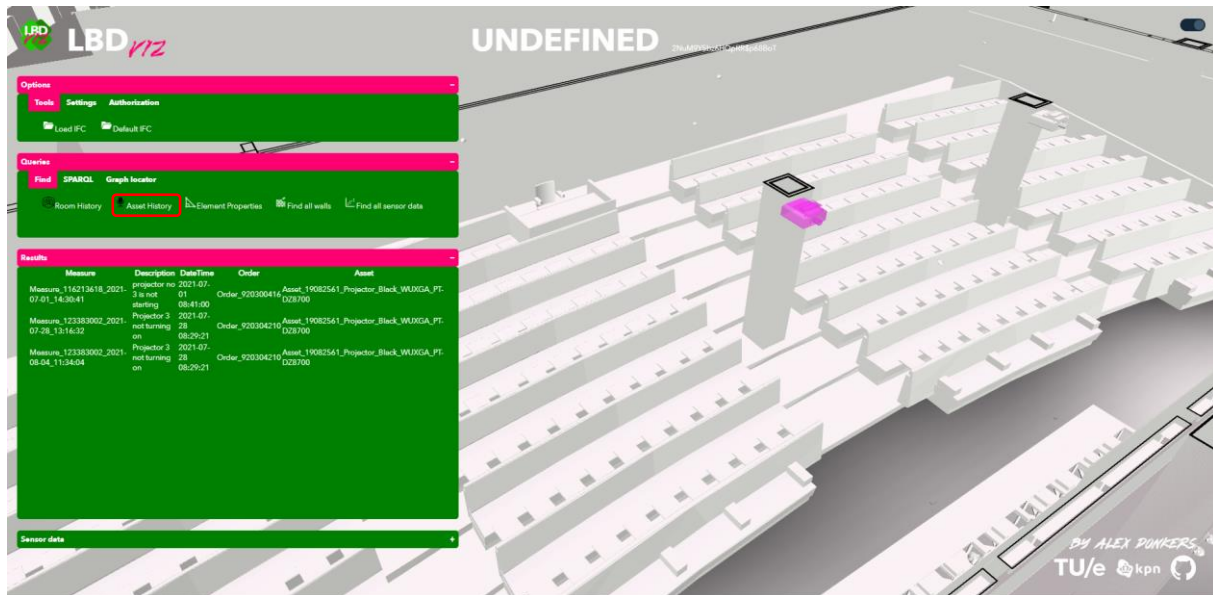 LBD
viz
LBD
viz
UNDEFINED
Options
Tools Settings Authorization
Load IFC Default IFC
Queries
Find SPARQL Graph locator
Room History Asset History Element Properties Find all walls Find all sensor data
Results
Measure Description DateTime Order Asset
Measure_116213618_2021-
07-01_14:30:41
projector no
3 is not
starting
2021-07-
01
08:41:00
Order_920300416
Asset_19082561_Projector_Black_WUXGA_PT-
DZ8700
Measure_123383002_2021-
07-28_13:16:32
Projector 3
not turning
on
2021-07-
28
08:29:21
Order_920304210
Asset_19082561_Projector_Black_WUXGA_PT-
DZ8700
Measure_123383002_2021-
08-04_11:34:04
Projector 3
not turning
on
2021-07-
28
08:29:21
Order_920304210
Asset_19082561_Projector_Black_WUXGA_PT-
DZ8700
Sensor data
BY ALEX DONKERS
TU/e kpn